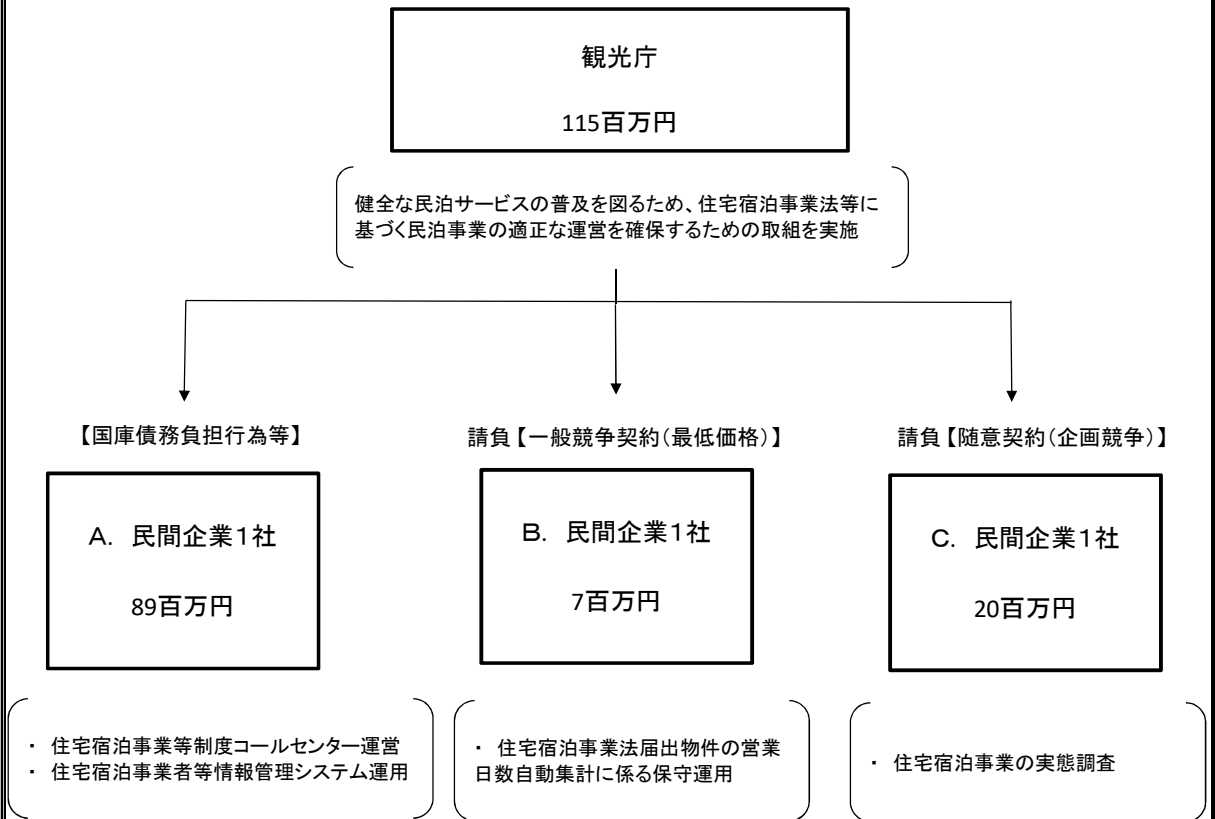 観光庁
115百万円
健全な民泊サービスの普及を図るため、住宅宿泊事業法等に
基づく民泊事業の適正な運営を確保するための取組を実施
【国庫債務負担行為等】
請負【一般競争契約(最低価格)】
請負【随意契約(企画競争)】
A. 民間企業1社
89百万円
B. 民間企業1社
7百万円
C. 民間企業1社
20百万円
・ 住宅宿泊事業等制度コールセンター運営
・ 住宅宿泊事業者等情報管理システム運用
・ 住宅宿泊事業法届出物件の営業
日数自動集計に係る保守運用
・ 住宅宿泊事業の実態調査